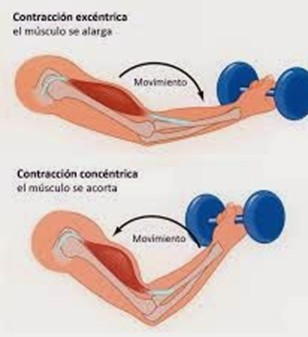 Contracción excéntrica
el músculo se alarga
Movimiento
Contracción concéntrica
el músculo se acorta
Movimiento